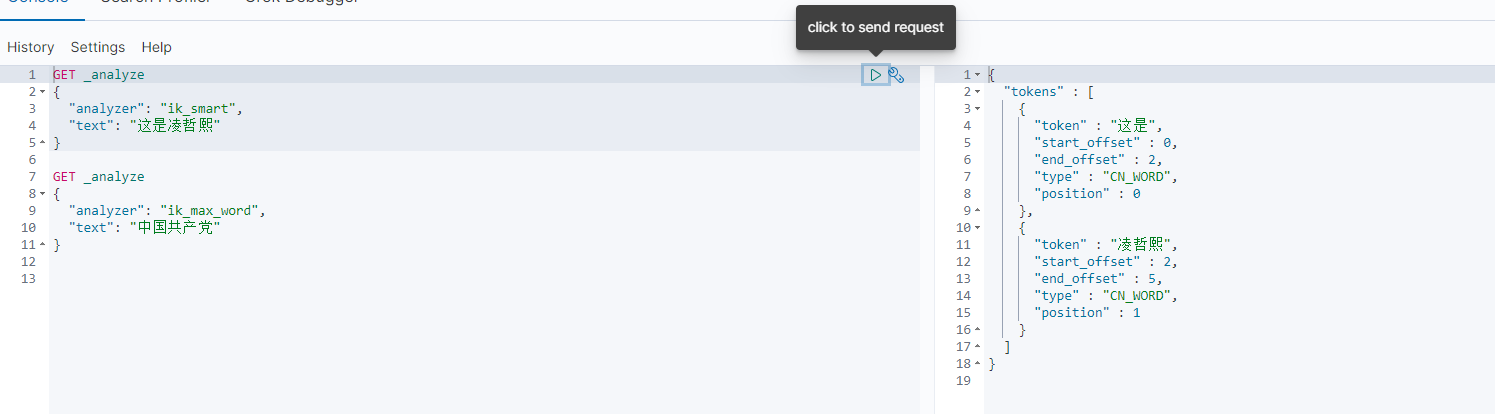 Console Search Profiler Grok Debugger
click to send request
History Settings Help
1 GET _analyze
2 {
3 "analyzer": "ik_smart",
4 "text": "这是凌哲熙"
5 }
6
7 GET _analyze
8 {
9 "analyzer": "ik_max_word",
10 "text": "中国共产党"
11 }
12
13
1 {
2 "tokens" : [
3 {
4 "token" : "这是",
5 "start_offset" : 0,
6 "end_offset" : 2,
7 "type" : "CN_WORD",
8 "position" : 0
9 },
10 {
11 "token" : "凌哲熙",
12 "start_offset" : 2,
13 "end_offset" : 5,
14 "type" : "CN_WORD",
15 "position" : 1
16 }
17 ]
18 }
19